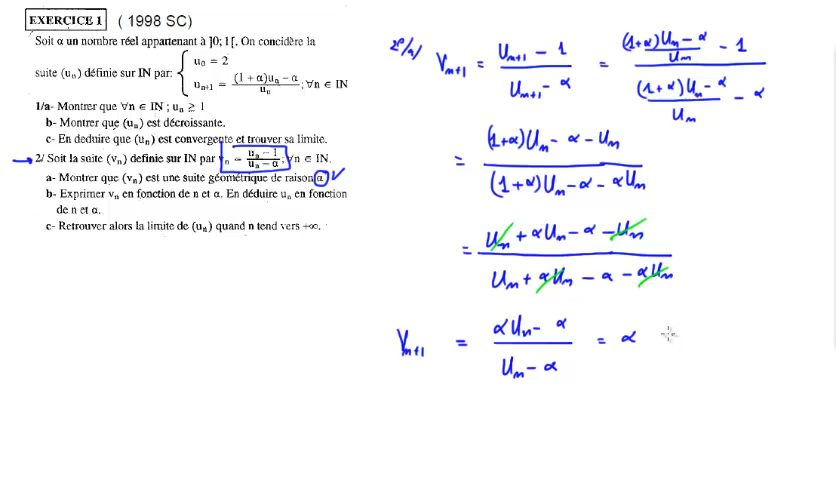 EXERÇICE 1 ( 1998 SC)
Soit α un nombre réel appartenant à ]0; 1[. On concidère la
suite (uₙ) définie sur IN par : { u₀ = 2
uₙ₊₁ = ((1 + α)uₙ − α)/uₙ ; ∀n ∈ IN
1/a- Montrer que ∀n ∈ IN ; uₙ ≥ 1
b- Montrer que (uₙ) est décroissante.
c- En deduire que (uₙ) est convergente et trouver sa limite.
2/ Soit la suite (vₙ) definie sur IN par vₙ = (uₙ − 1)/(uₙ − α) ; ∀n ∈ IN.
a- Montrer que (vₙ) est une suite géométrique de raison α
b- Exprimer vₙ en fonction de n et α. En déduire uₙ en fonction
de n et α.
c- Retrouver alors la limite de (uₙ) quand n tend vers +∞.
2°/a) Vₙ₊₁ = (Uₙ₊₁ − 1)/(Uₙ₊₁ − α) = (((1+α)Uₙ − α)/Uₙ − 1)/(((1+α)Uₙ − α)/Uₙ − α)
= ((1+α)Uₙ − α − Uₙ)/((1+α)Uₙ − α − αUₙ)
= (Uₙ + αUₙ − α − Uₙ)/(Uₙ + αUₙ − α − αUₙ)
Vₙ₊₁ = (αUₙ − α)/(Uₙ − α) = α